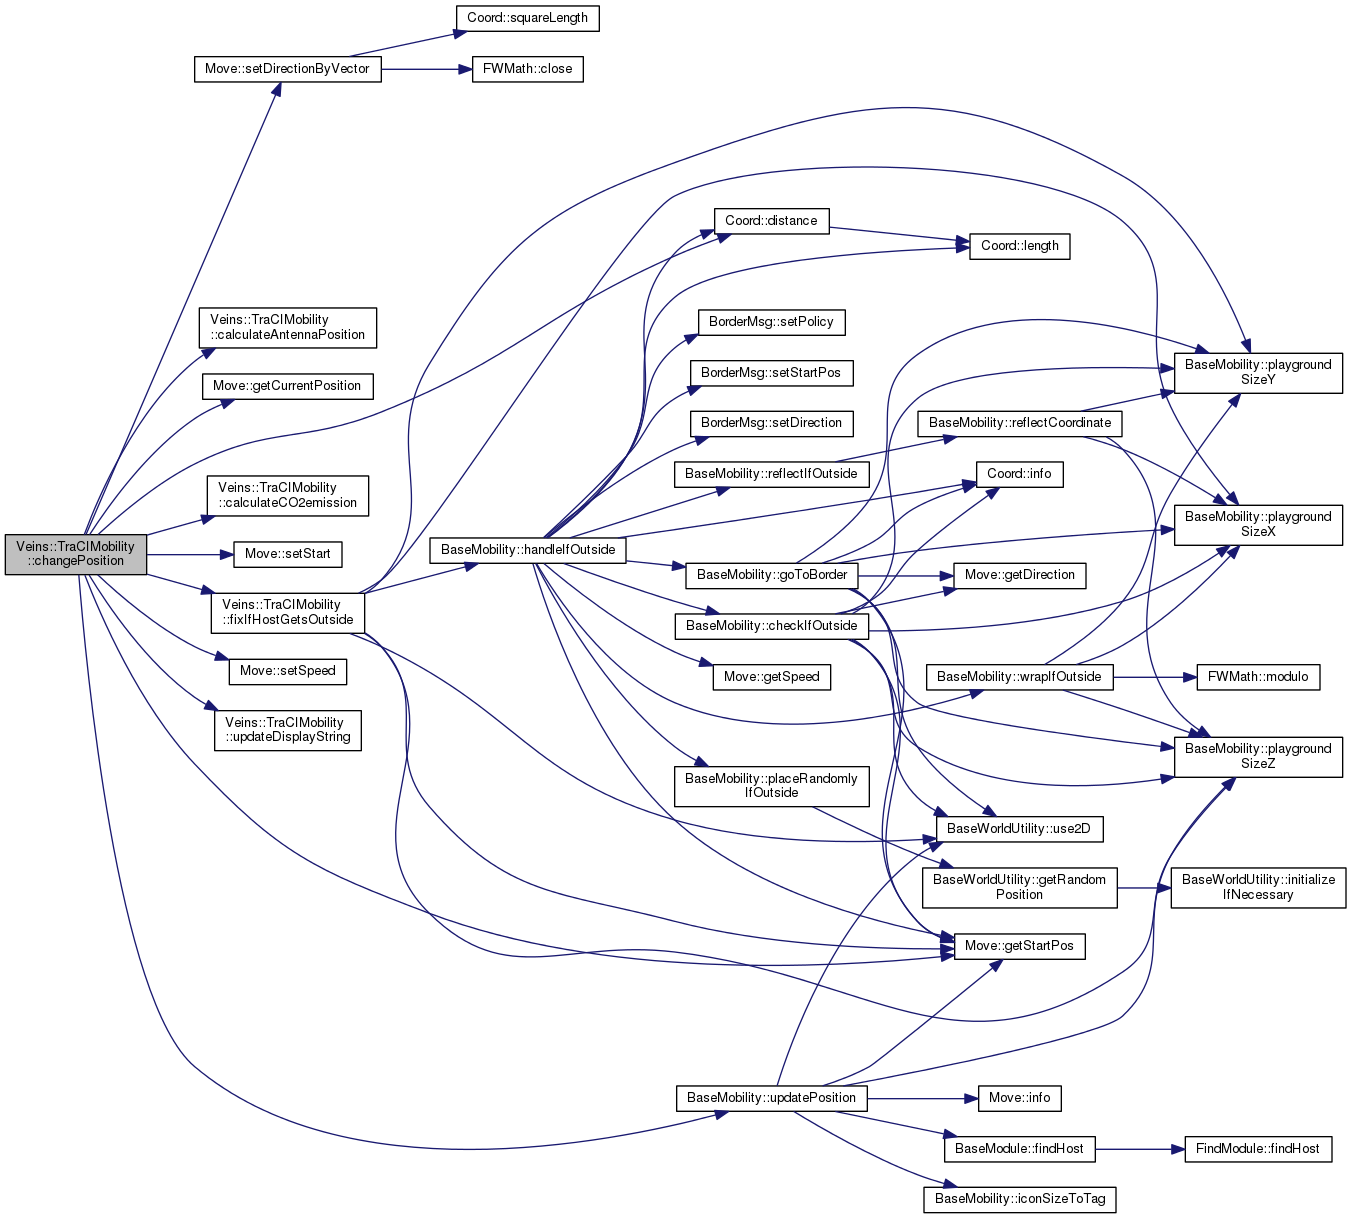 Coord::squareLength
Move::setDirectionByVector
FWMath::close
Coord::distance
Coord::length
Veins::TraCIMobility
::calculateAntennaPosition
BorderMsg::setPolicy
BaseMobility::playground
SizeY
Move::getCurrentPosition
BorderMsg::setStartPos
BorderMsg::setDirection
BaseMobility::reflectCoordinate
BaseMobility::reflectIfOutside
Coord::info
Veins::TraCIMobility
::calculateCO2emission
BaseMobility::playground
SizeX
Veins::TraCIMobility
::changePosition
Move::setStart
BaseMobility::handleIfOutside
BaseMobility::goToBorder
Move::getDirection
Veins::TraCIMobility
::fixIfHostGetsOutside
BaseMobility::checkIfOutside
Move::setSpeed
Move::getSpeed
BaseMobility::wrapIfOutside
FWMath::modulo
Veins::TraCIMobility
::updateDisplayString
BaseMobility::playground
SizeZ
BaseMobility::placeRandomly
IfOutside
BaseWorldUtility::use2D
BaseWorldUtility::getRandom
Position
BaseWorldUtility::initialize
IfNecessary
Move::getStartPos
BaseMobility::updatePosition
Move::info
BaseModule::findHost
FindModule::findHost
BaseMobility::iconSizeToTag